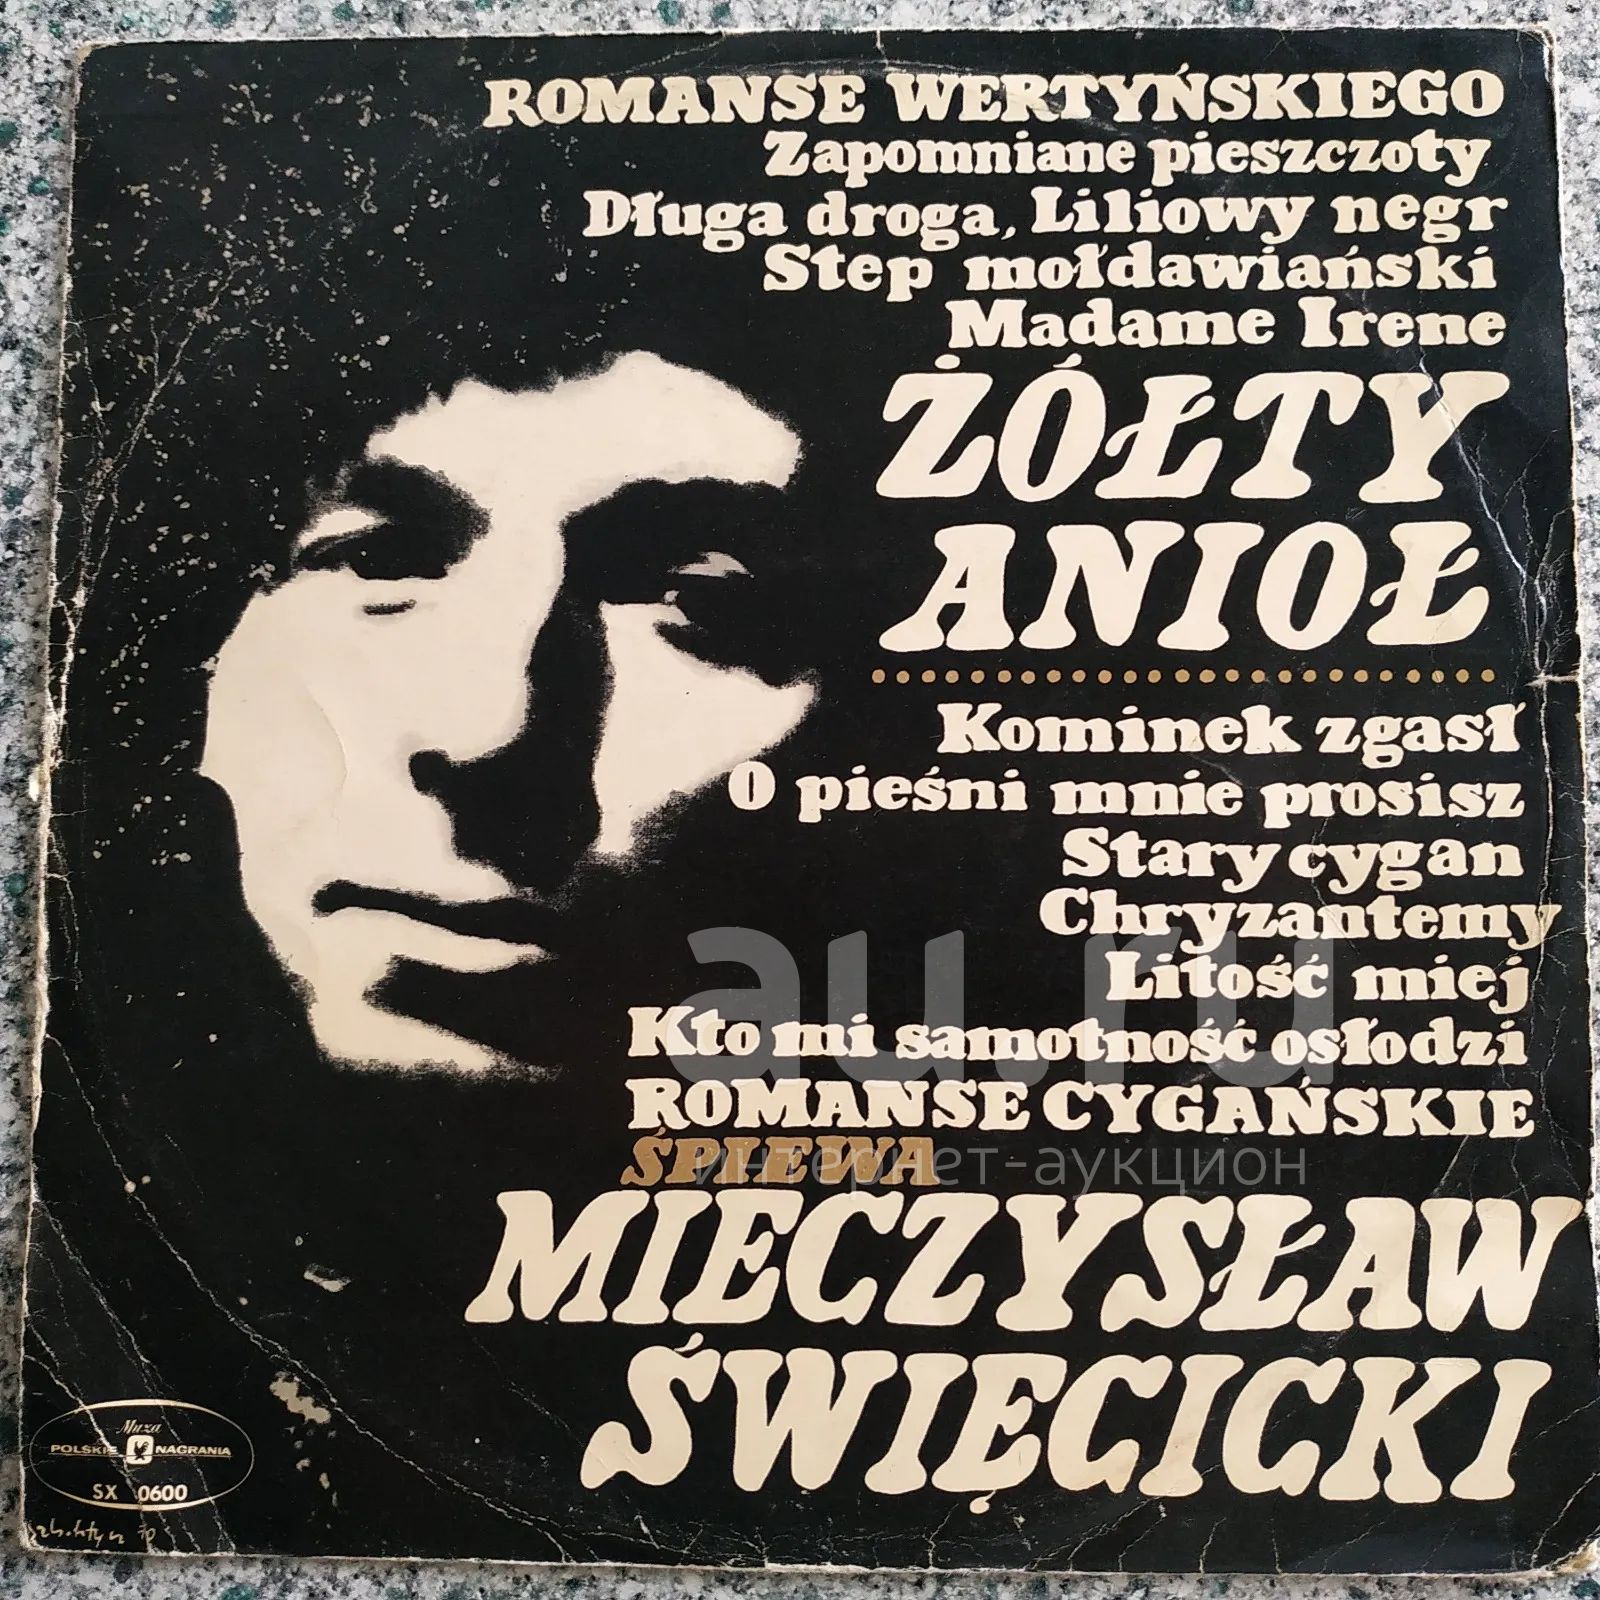 ROMANSE WERTYŃSKIEGO
Zapomniane pieszczoty
Długa droga, Liliowy negr
Step mołdawiański
Madame Irene
ŻÓŁTY
ANIOŁ
Kominek zgasł
O pieśni mnie prosisz
Stary cygan
Chryzantemy
Litość miej
Kto mi samotność osłodzi
ROMANSE CYGAŃSKIE
ŚPIEWA
MIECZYSŁAW
ŚWIĘCICKI
au.ru
интернет-аукцион
Muza
POLSKIE NAGRANIA
SX 0600